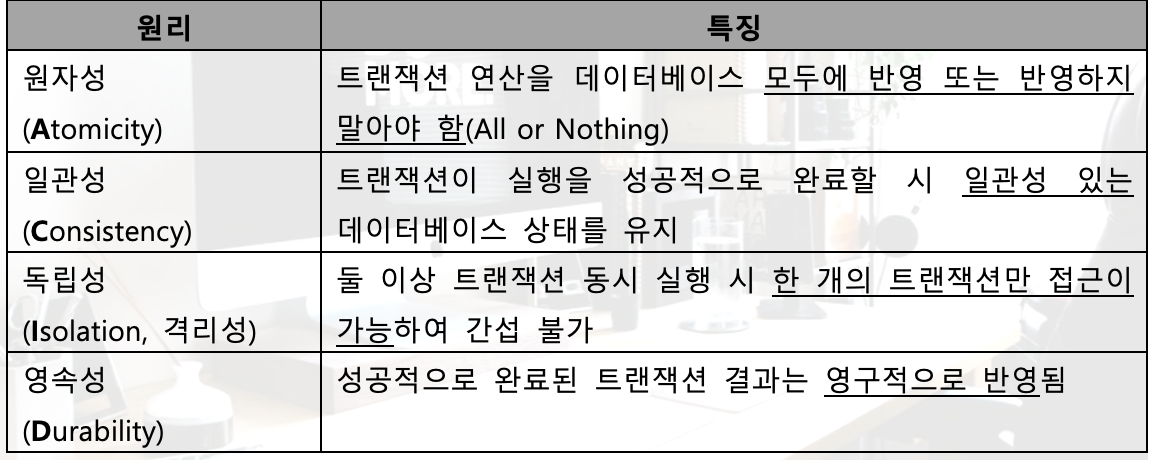 원리
특징
원자성
(Atomicity)
트랜잭션 연산을 데이터베이스 모두에 반영 또는 반영하지
말아야 함(All or Nothing)
일관성
(Consistency)
트랜잭션이 실행을 성공적으로 완료할 시 일관성 있는
데이터베이스 상태를 유지
독립성
(Isolation, 격리성)
둘 이상 트랜잭션 동시 실행 시 한 개의 트랜잭션만 접근이
가능하여 간섭 불가
영속성
(Durability)
성공적으로 완료된 트랜잭션 결과는 영구적으로 반영됨